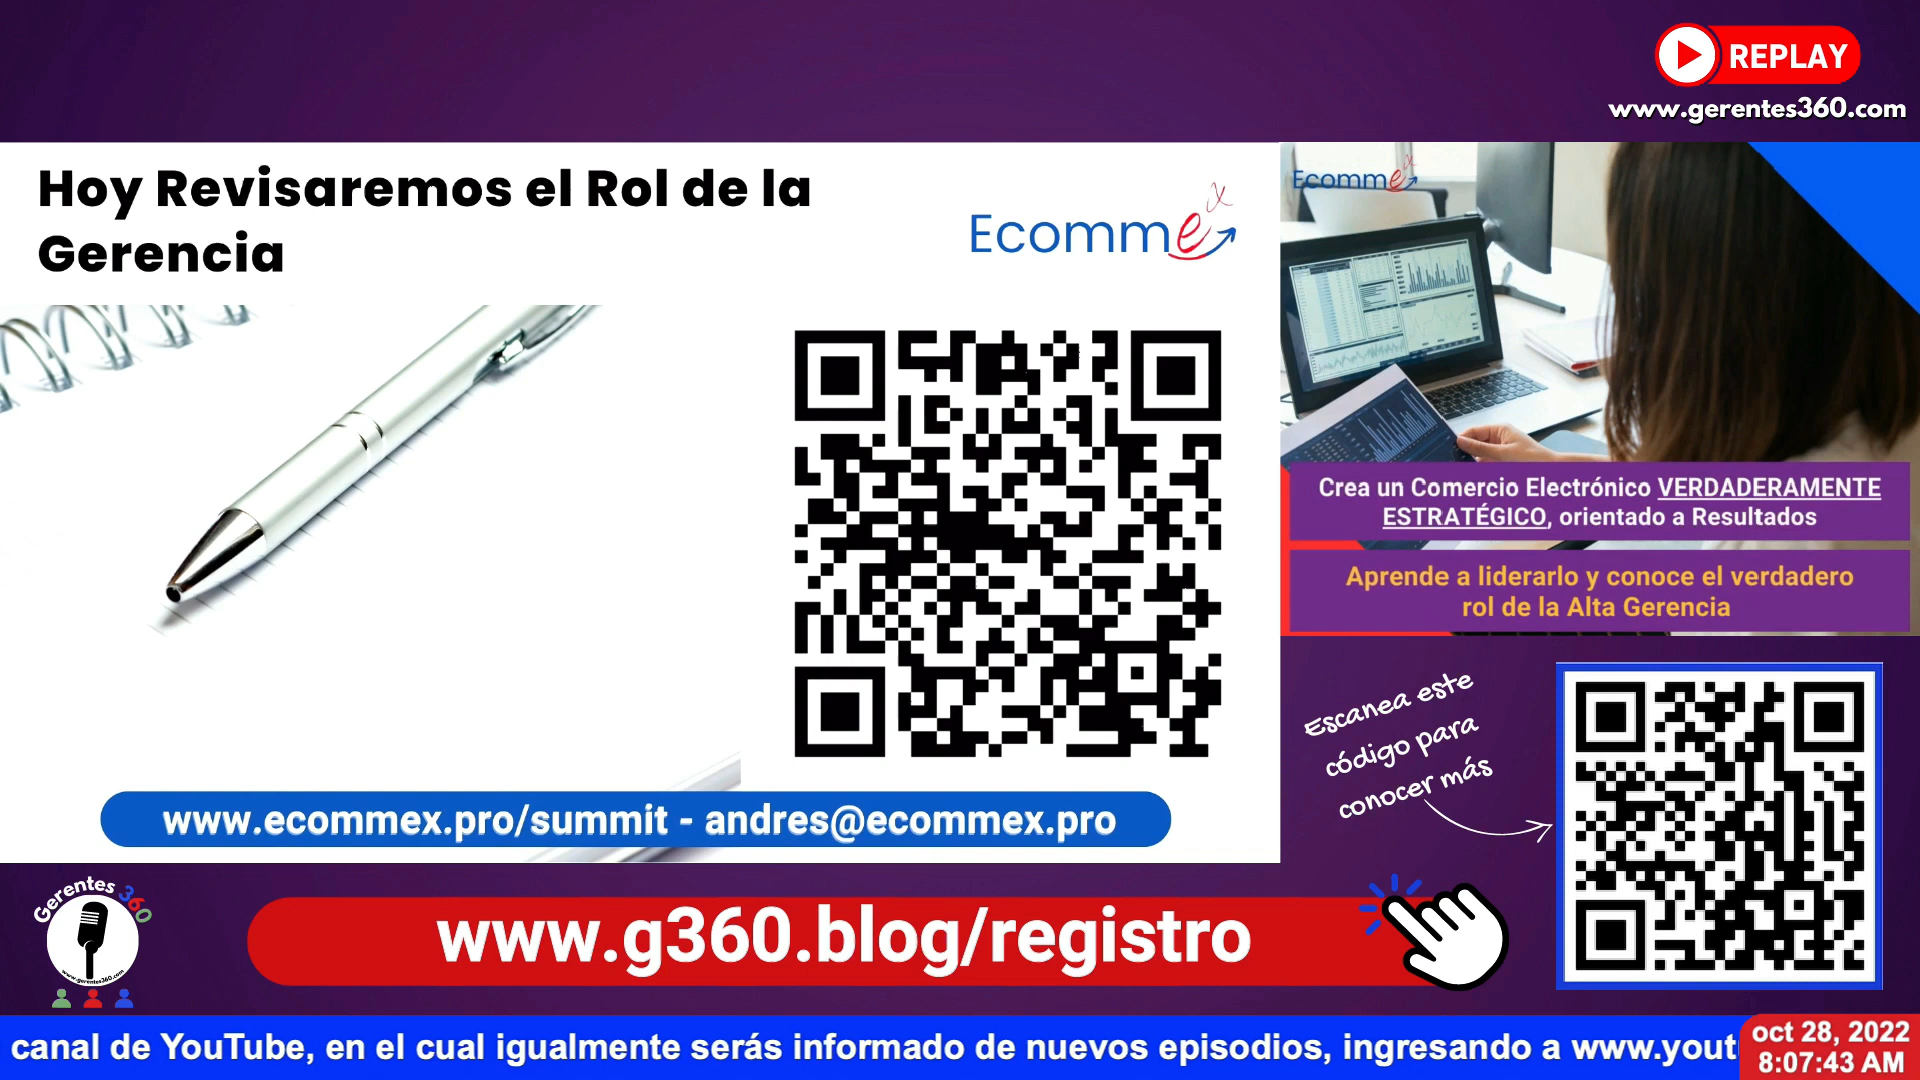 REPLAY
www.gerentes360.com
Hoy Revisaremos el Rol de la
Gerencia
Ecommex
Ecommex
Crea un Comercio Electrónico VERDADERAMENTE
ESTRATÉGICO, orientado a Resultados
Aprende a liderarlo y conoce el verdadero
rol de la Alta Gerencia
Escanea este
código para
conocer más
www.ecommex.pro/summit - andres@ecommex.pro
Gerentes 360
www.gerentes360.com
www.g360.blog/registro
canal de YouTube, en el cual igualmente serás informado de nuevos episodios, ingresando a www.yout
oct 28, 2022
8:07:43 AM